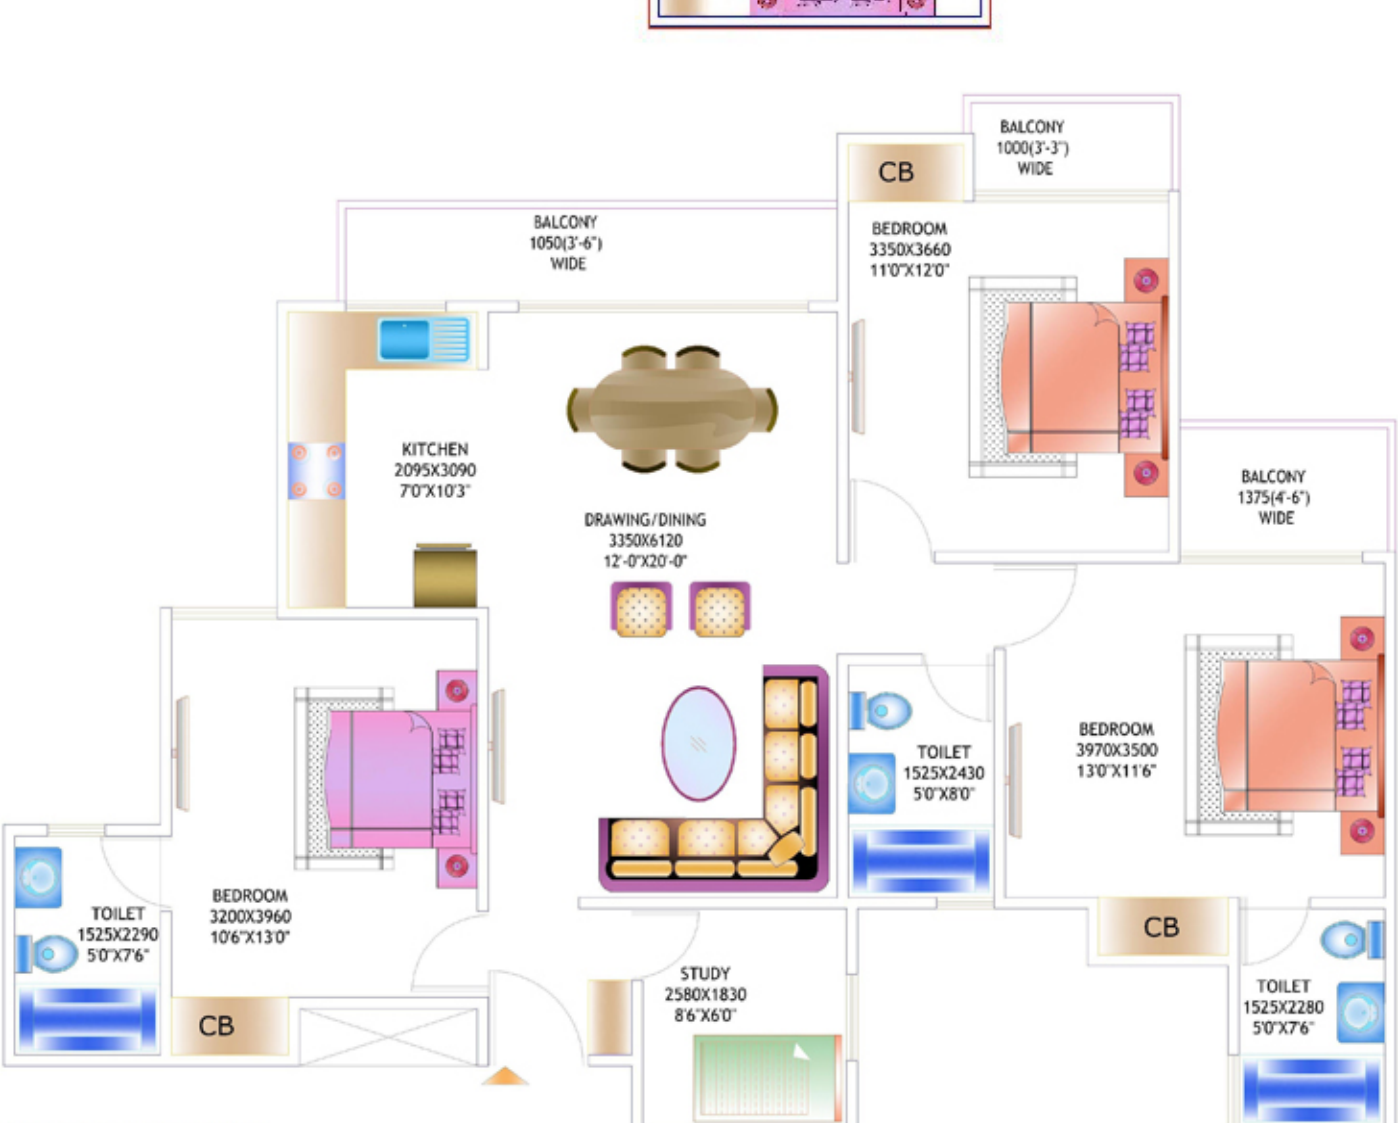 BALCONY
1000(3'-3")
WIDE
CB
BALCONY
1050(3'-6")
WIDE
BEDROOM
3350X3660
11'0"X12'0"
KITCHEN
2095X3090
7'0"X10'3"
BALCONY
1375(4'-6")
WIDE
DRAWING/DINING
3350X6120
12'-0"X20'-0"
TOILET
1525X2430
5'0"X8'0"
BEDROOM
3970X3500
13'0"X11'6"
BEDROOM
3200X3960
10'6"X13'0"
TOILET
1525X2290
5'0"X7'6"
CB
STUDY
2580X1830
8'6"X6'0"
TOILET
1525X2280
5'0"X7'6"
CB